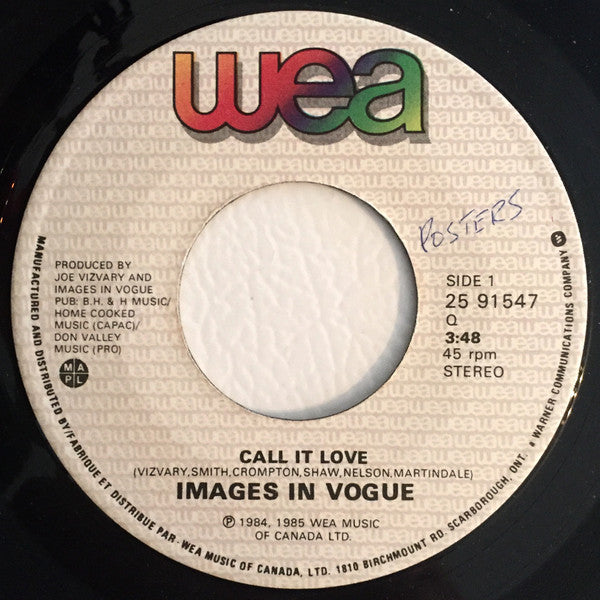 wea
POSTERS
PRODUCED BY
JOE VIZVARY AND
IMAGES IN VOGUE
PUB: B.H. & H MUSIC/
HOME COOKED
MUSIC (CAPAC)/
DON VALLEY
MUSIC (PRO)
MAPL
SIDE 1
25 91547
Q
3:48
45 rpm
STEREO
CALL IT LOVE
(VIZVARY, SMITH, CROMPTON, SHAW, NELSON, MARTINDALE)
IMAGES IN VOGUE
Ⓟ 1984, 1985 WEA MUSIC
OF CANADA LTD.
MANUFACTURED AND DISTRIBUTED BY/FABRIQUE ET DISTRIBUE PAR - WEA MUSIC OF CANADA, LTD. 1810 BIRCHMOUNT RD. SCARBOROUGH, ONT. * WARNER COMMUNICATIONS COMPANY W